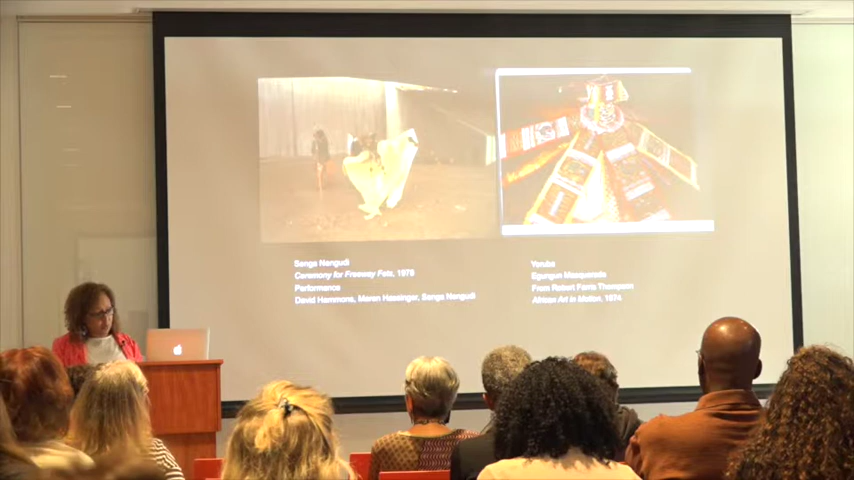 Senga Nengudi
Ceremony for Freeway Fets, 1978
Performance
David Hammons, Maren Hassinger, Senga Nengudi
Yoruba
Egungun Masquerade
From Robert Farris Thompson
African Art in Motion, 1974